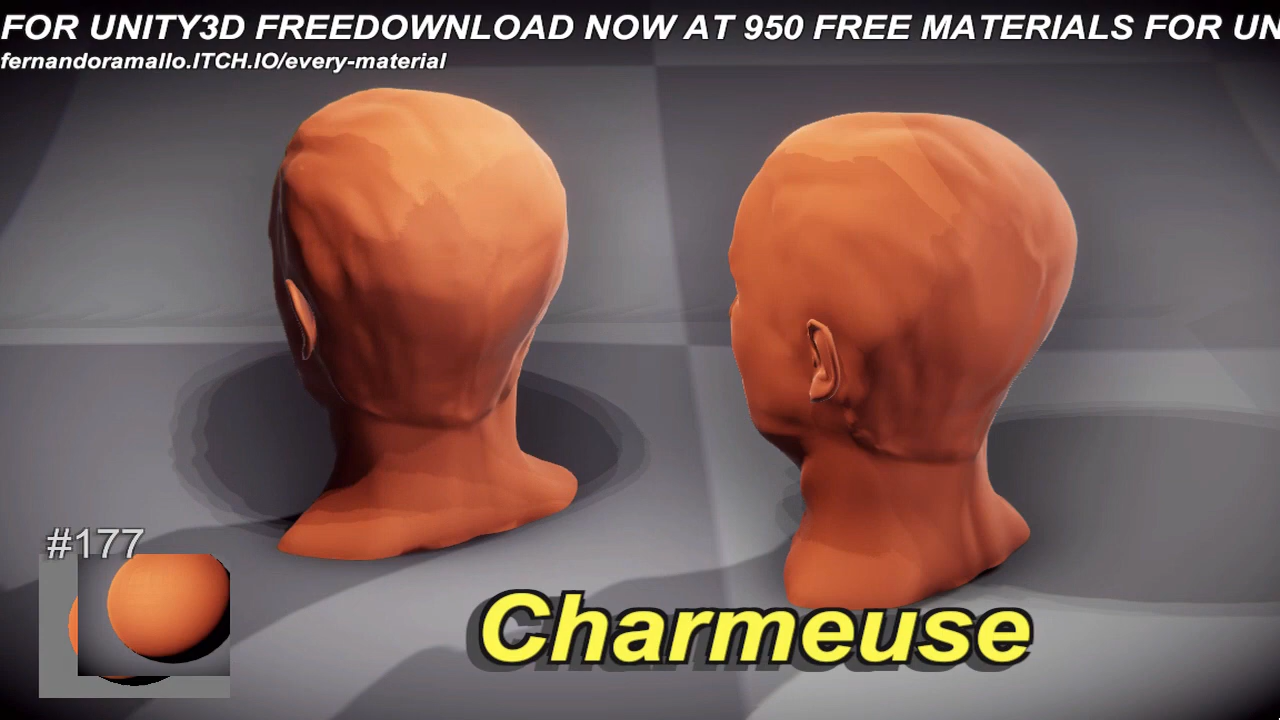 FOR UNITY3D FREEDOWNLOAD NOW AT 950 FREE MATERIALS FOR UN
fernandoramallo.ITCH.IO/every-material
#177
Charmeuse